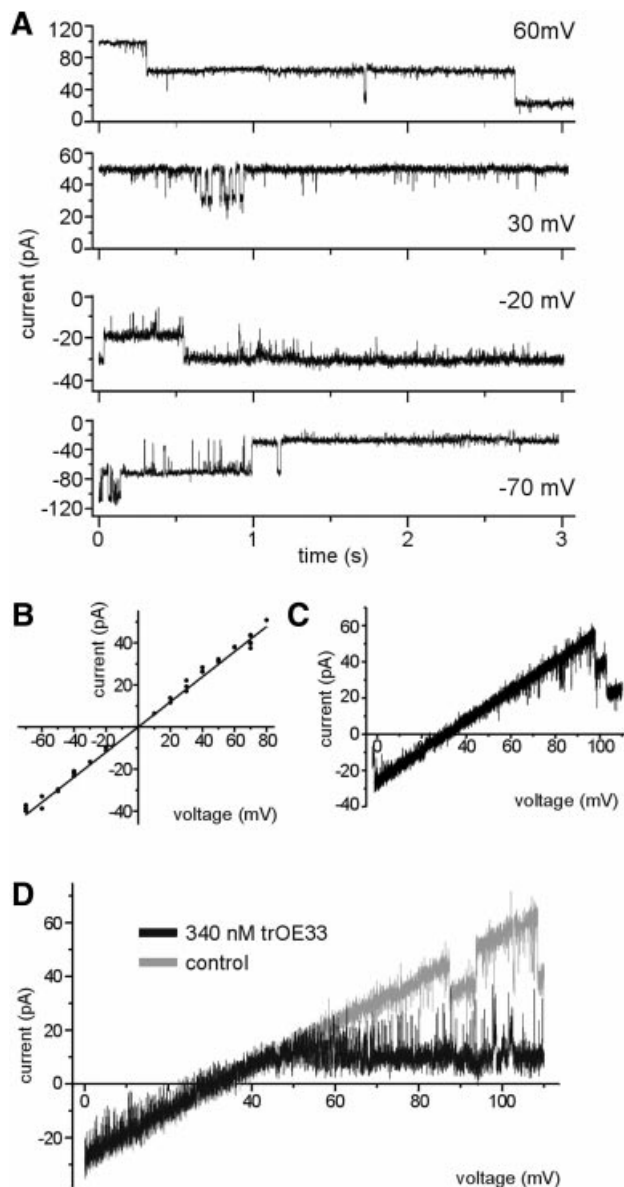 A
60mV
120
80
40
0
60
40
20
0
30 mV
current (pA)
0
-20
-40
-20 mV
0
-40
-80
-120
-70 mV
0 1 2 3
time (s)
B
current (pA)
40
20
-60 -40 -20
20 40 60 80
-20
-40
voltage (mV)
C
current (pA)
60
40
20
0
-20
-40
0 20 40 60 80 100
voltage (mV)
D
340 nM trOE33
control
current (pA)
60
40
20
0
-20
0 20 40 60 80 100
voltage (mV)